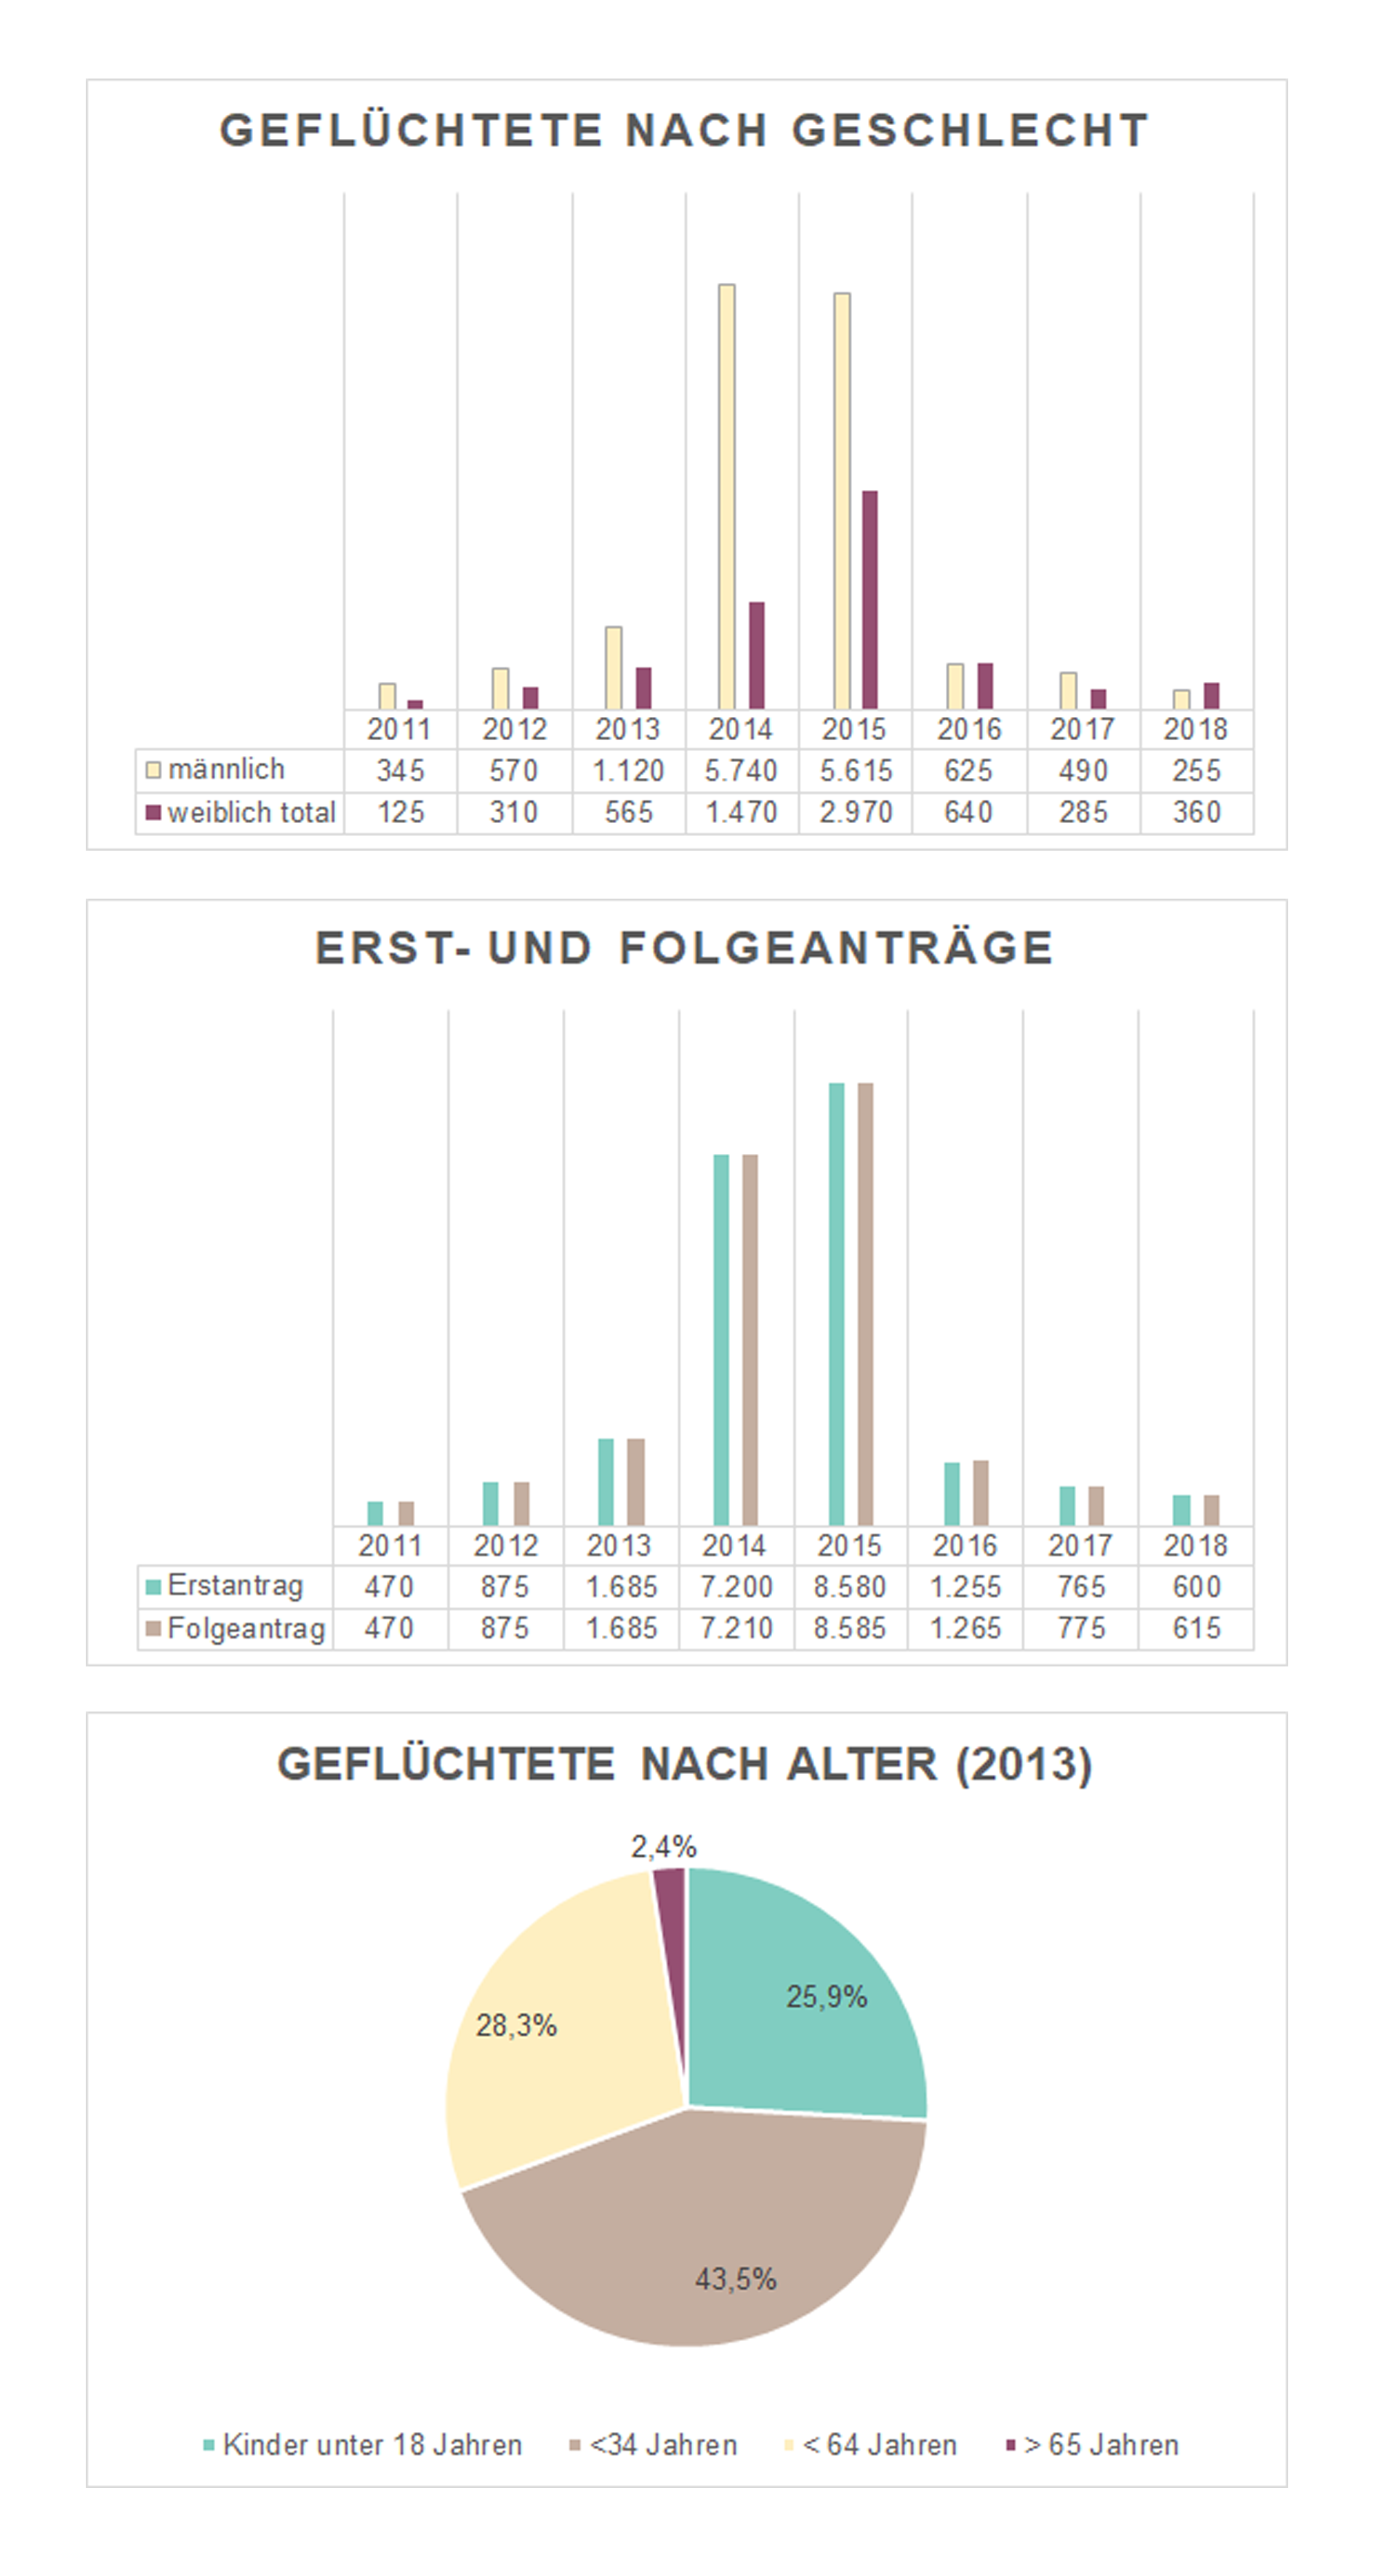 GEFLÜCHTETE NACH GESCHLECHT
2011 2012 2013 2014 2015 2016 2017 2018
männlich 345 570 1.120 5.740 5.615 625 490 255
weiblich total 125 310 565 1.470 2.970 640 285 360
ERST- UND FOLGEANTRÄGE
2011 2012 2013 2014 2015 2016 2017 2018
Erstantrag 470 875 1.685 7.200 8.580 1.255 765 600
Folgeantrag 470 875 1.685 7.210 8.585 1.265 775 615
GEFLÜCHTETE NACH ALTER (2013)
2,4%
25,9%
28,3%
43,5%
Kinder unter 18 Jahren <34 Jahren < 64 Jahren > 65 Jahren